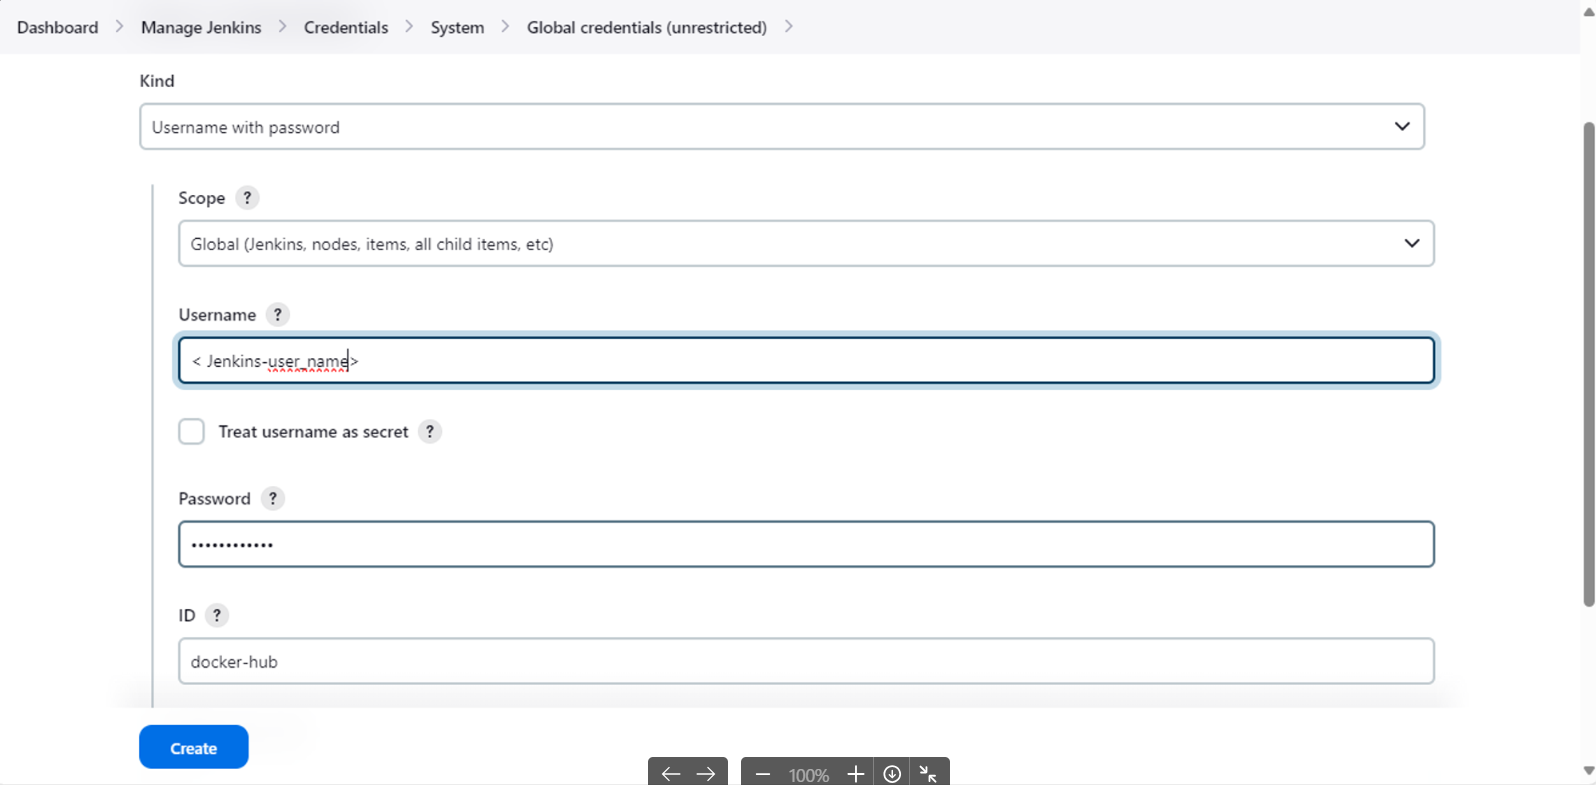 Dashboard > Manage Jenkins > Credentials > System > Global credentials (unrestricted) >
Kind
Username with password
Scope ?
Global (Jenkins, nodes, items, all child items, etc)
Username ?
< Jenkins-user_name>
Treat username as secret ?
Password ?
••••••••••••
ID ?
docker-hub
Create
100%